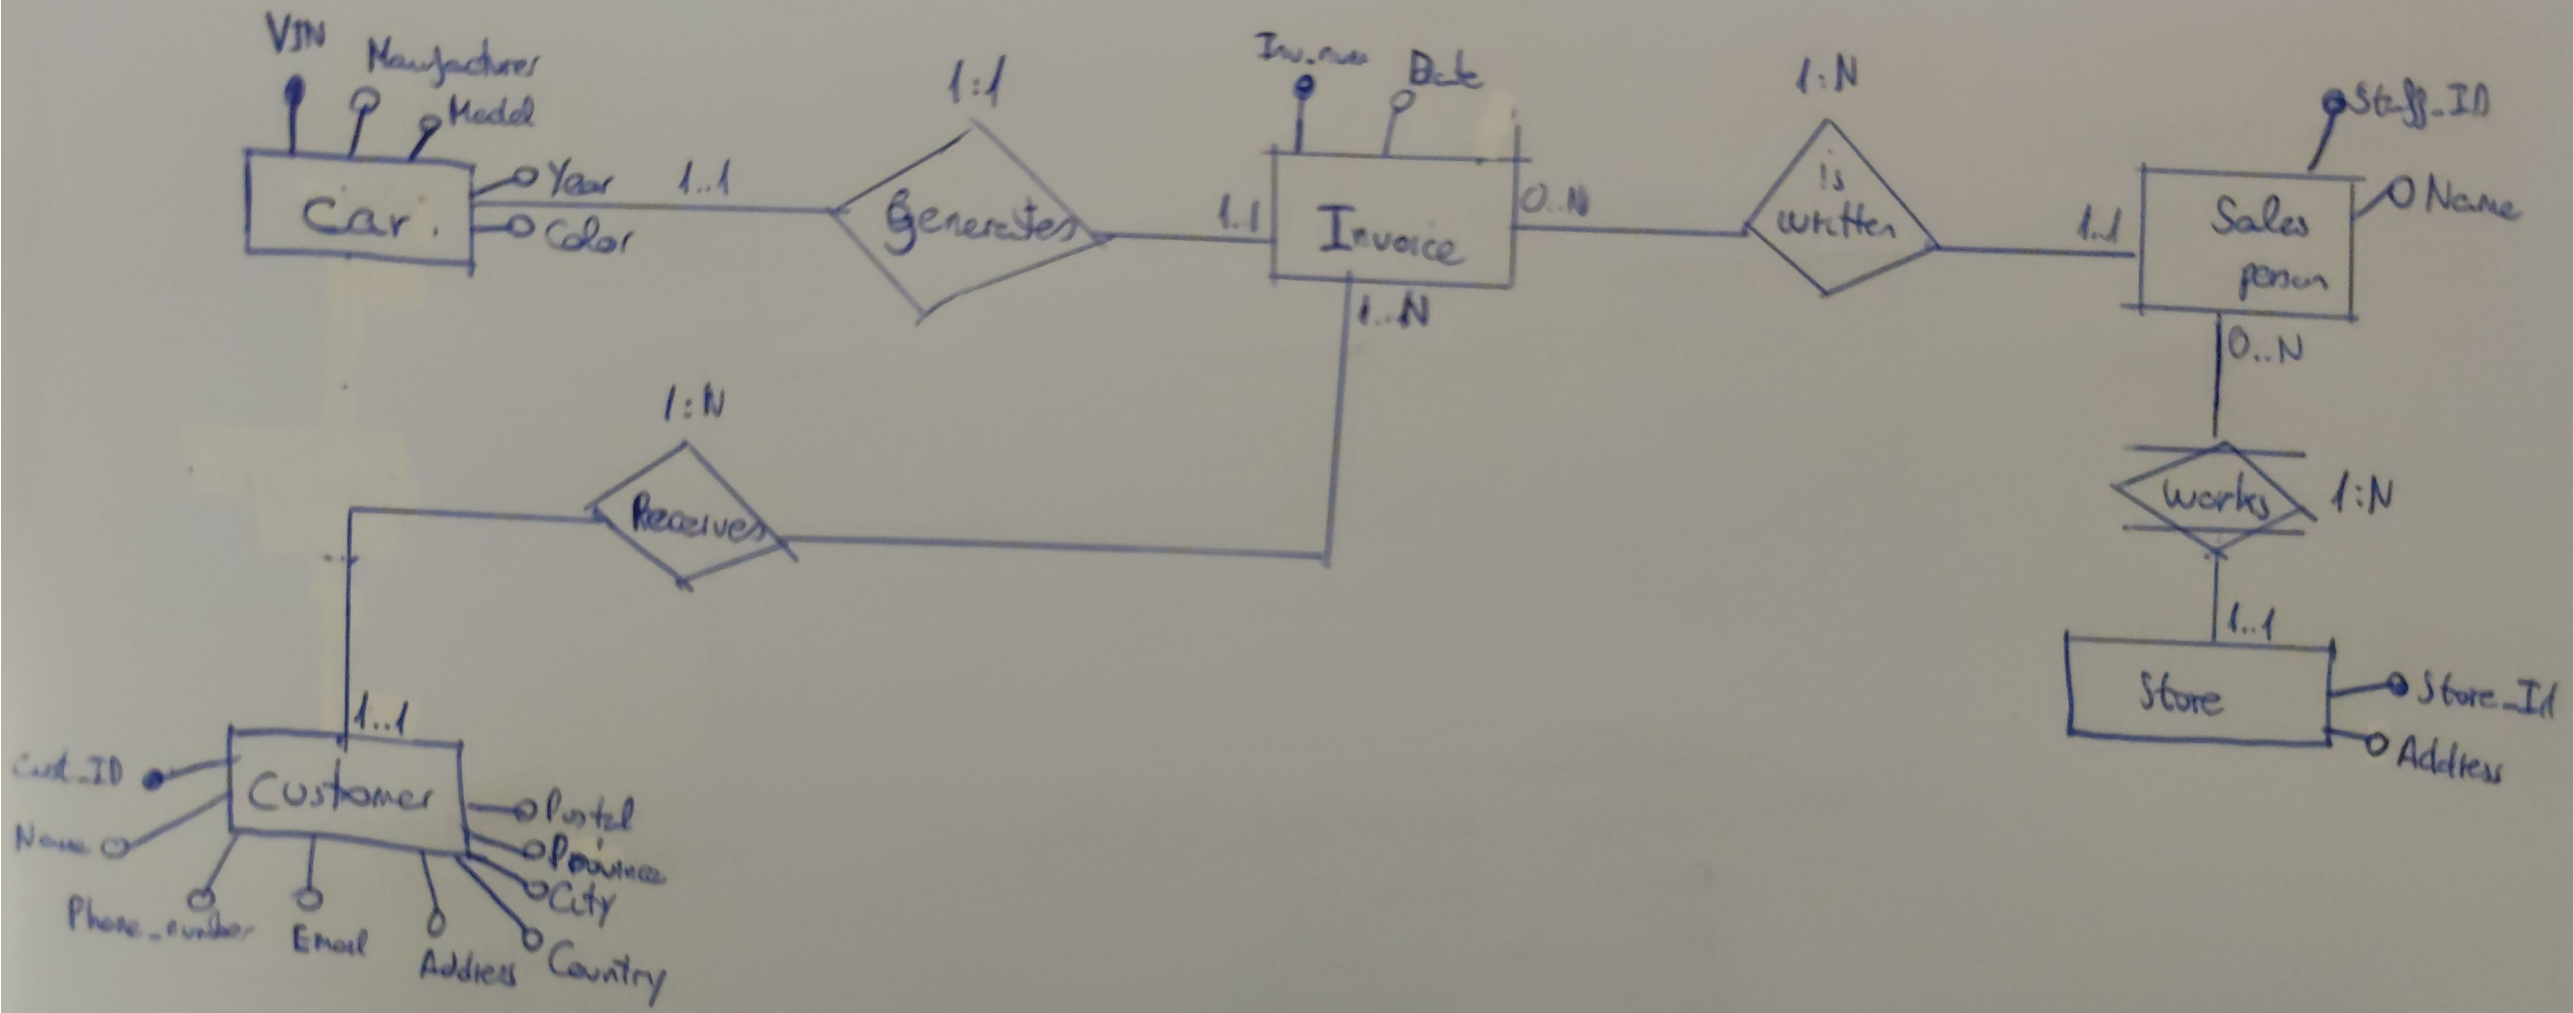 VIN
Manufacturer
Model
Year
Color
Car.
1..1
1:1
Generates
1..1
Inv.num
Date
Invoice
0..N
1..N
1:N
is
written
1..1
Staff_ID
Name
Sales
person
0..N
works
1:N
1..1
Store
Store_Id
Address
1:N
Receives
1..1
Customer
Cust_ID
Name
Phone_number
Email
Address
Country
City
Province
Postal